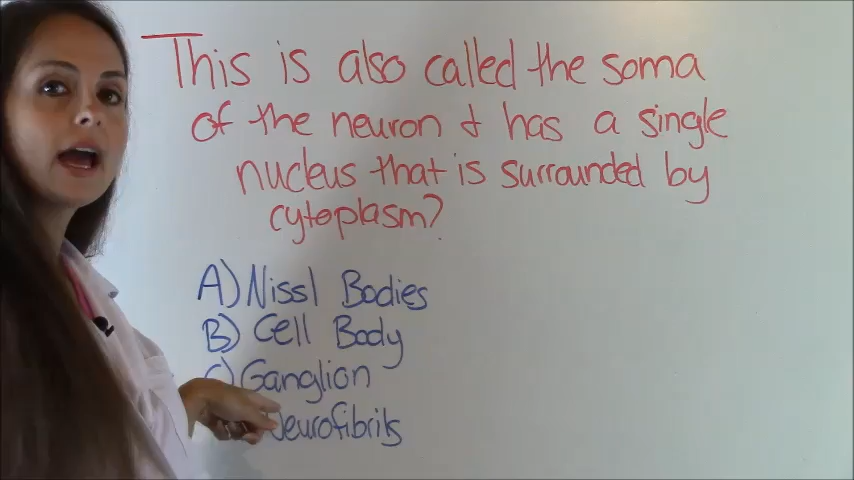 This is also called the soma
of the neuron & has a single
nucleus that is surrounded by
cytoplasm?
A) Nissl Bodies
B) Cell Body
C) Ganglion
Neurofibrils